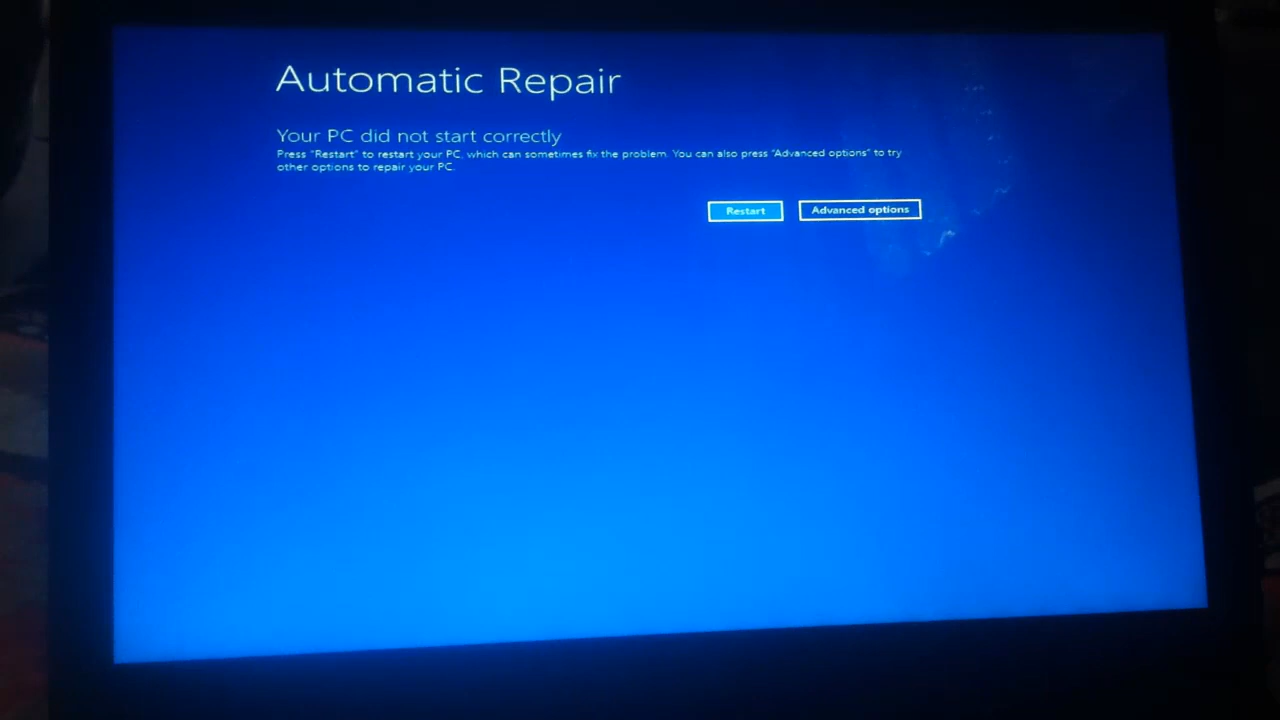 Automatic Repair
Your PC did not start correctly
Press "Restart" to restart your PC, which can sometimes fix the problem. You can also press "Advanced options" to try
other options to repair your PC.
Restart
Advanced options